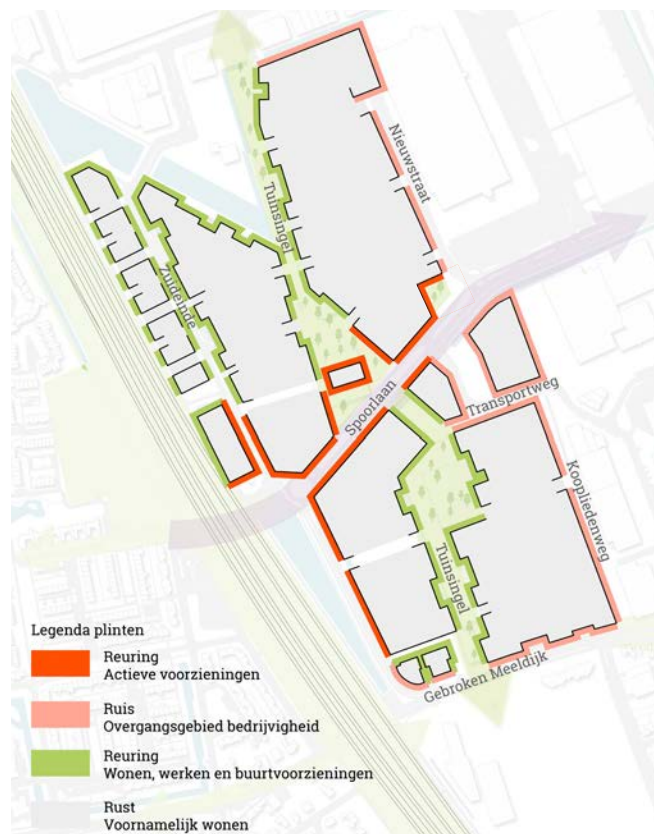 Nieuwstraat
Tuinsingel
Zuideinde
Spoorlaan
Transportweg
Koopliedenweg
Tuinsingel
Gebroken Meeldijk
Legenda plinten
Reuring
Actieve voorzieningen
Ruis
Overgangsgebied bedrijvigheid
Reuring
Wonen, werken en buurtvoorzieningen
Rust
Voornamelijk wonen